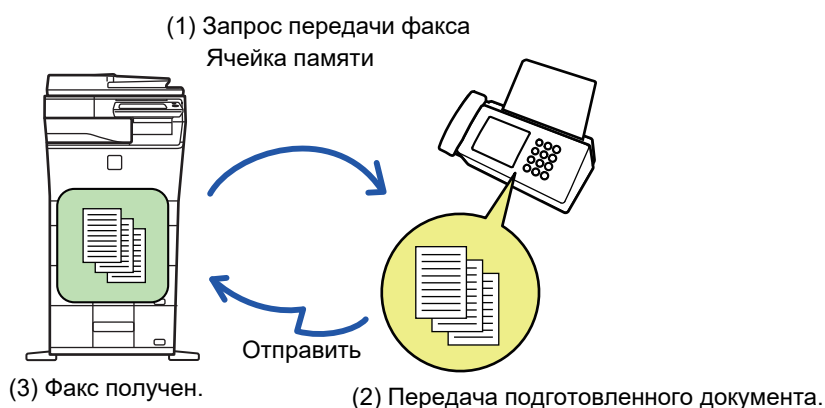 (1) Запрос передачи факса
Ячейка памяти
Отправить
(3) Факс получен.
(2) Передача подготовленного документа.